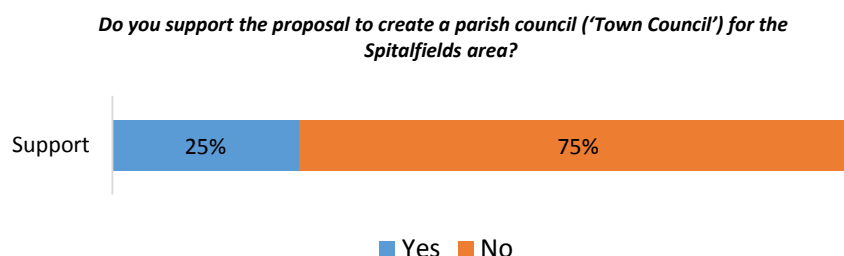 Do you support the proposal to create a parish council (‘Town Council’) for the
Spitalfields area?
Support
25%
75%
Yes
No